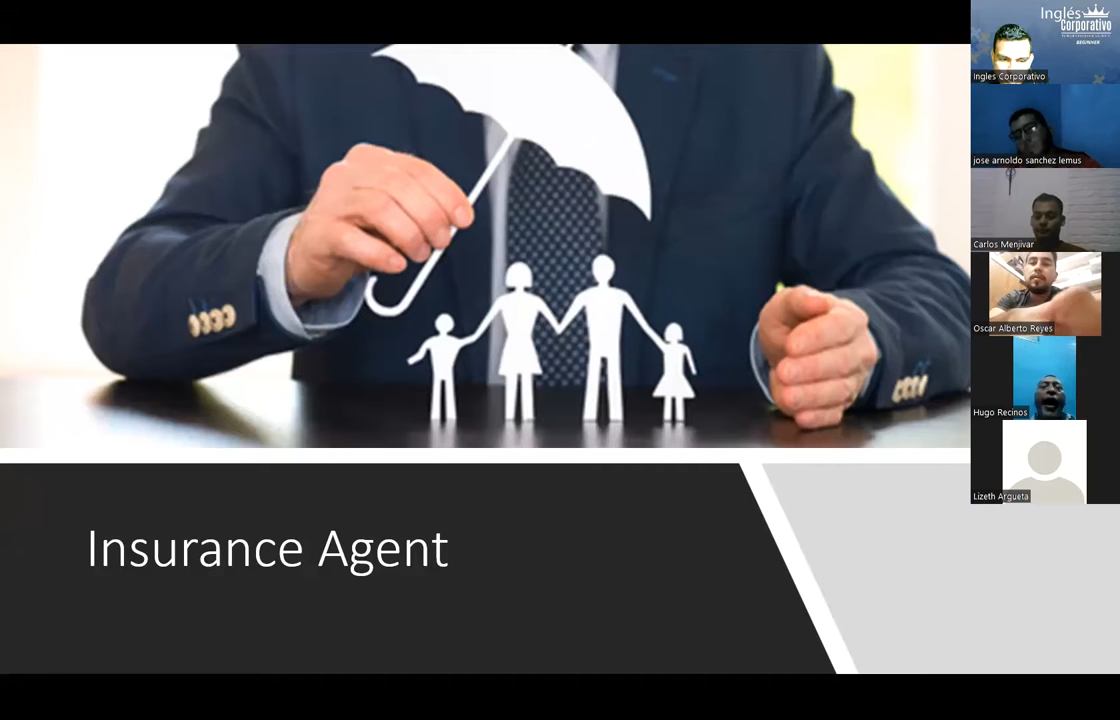 Inglés
Corporativo
BEGINNER
Ingles Corporativo
jose arnoldo sanchez lemus
Carlos Menjivar
Oscar Alberto Reyes
Hugo Recinos
Lizeth Argueta
Insurance Agent